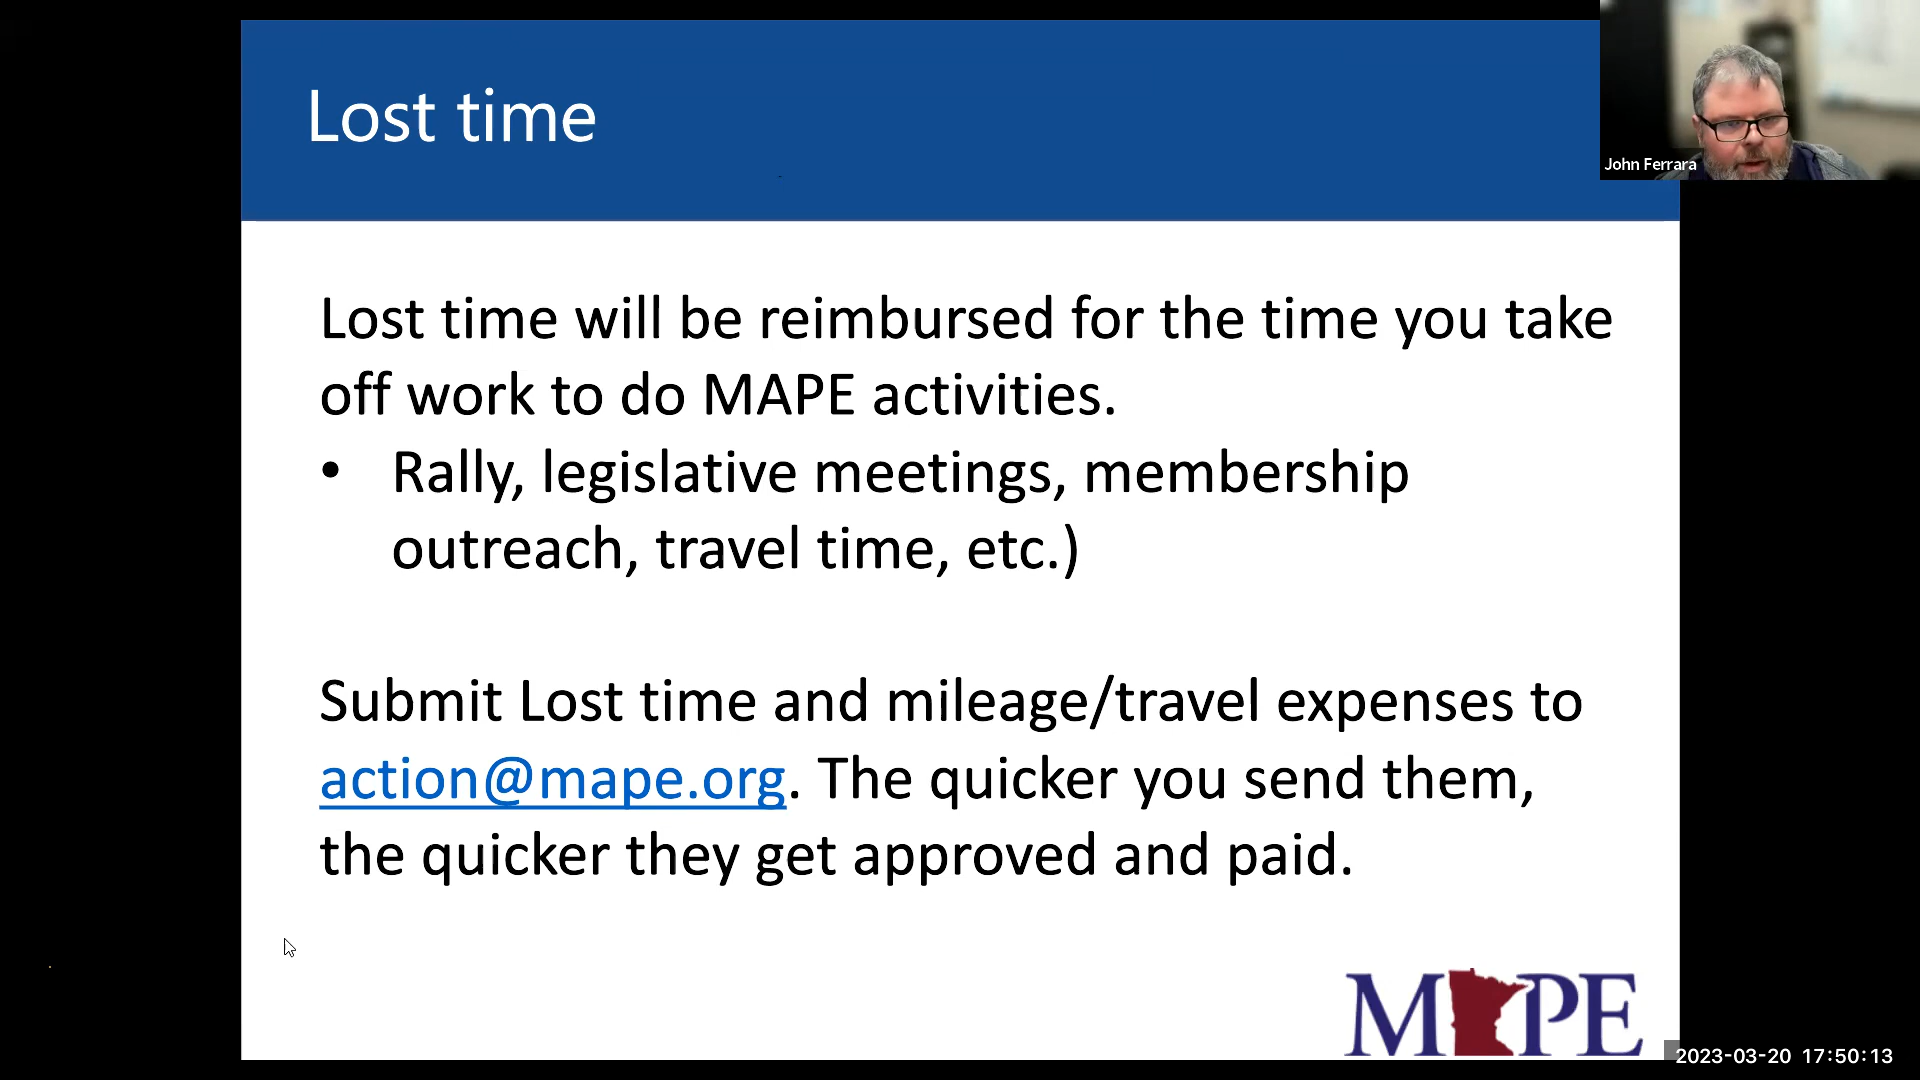 Lost time
John Ferrara
Lost time will be reimbursed for the time you take
off work to do MAPE activities.
• Rally, legislative meetings, membership
outreach, travel time, etc.)
Submit Lost time and mileage/travel expenses to
action@mape.org. The quicker you send them,
the quicker they get approved and paid.
MAPE
2023-03-20 17:50:13